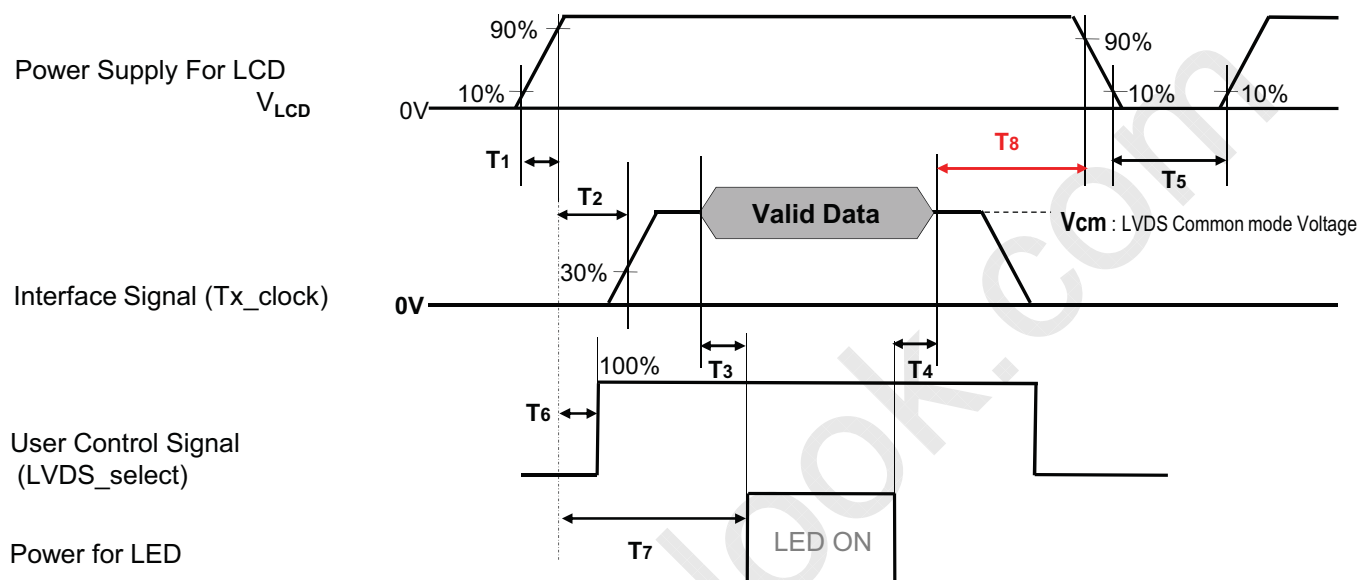 90%
90%
Power Supply For LCD
VLCD
10%
10%
10%
0V
T1
T8
T2
T5
Valid Data
Vcm : LVDS Common mode Voltage
30%
Interface Signal (Tx_clock)
0V
100%
T3
T4
T6
User Control Signal
(LVDS_select)
T7
LED ON
Power for LED
look.com